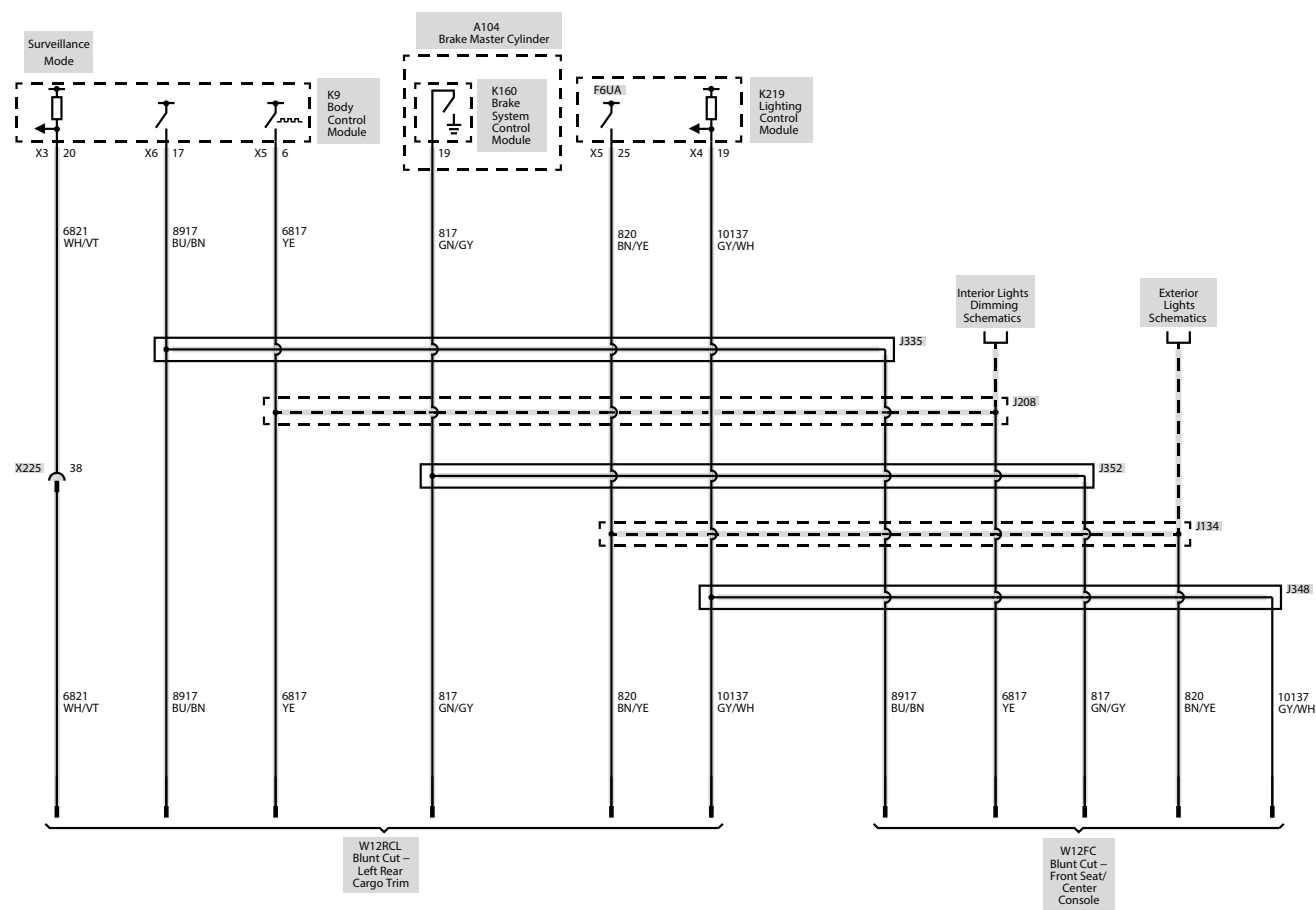 A104
Brake Master Cylinder
Surveillance
Mode
K9
Body
Control
Module
K160
Brake
System
Control
Module
F6UA
K219
Lighting
Control
Module
X3 20
X6 17
X5 6
19
X5 25
X4 19
6821
WH/VT
8917
BU/BN
6817
YE
817
GN/GY
820
BN/YE
10137
GY/WH
Interior Lights
Dimming
Schematics
Exterior
Lights
Schematics
J335
J208
X225 38
J352
J134
J348
6821
WH/VT
8917
BU/BN
6817
YE
817
GN/GY
820
BN/YE
10137
GY/WH
8917
BU/BN
6817
YE
817
GN/GY
820
BN/YE
10137
GY/WH
W12RCL
Blunt Cut –
Left Rear
Cargo Trim
W12FC
Blunt Cut –
Front Seat/
Center
Console